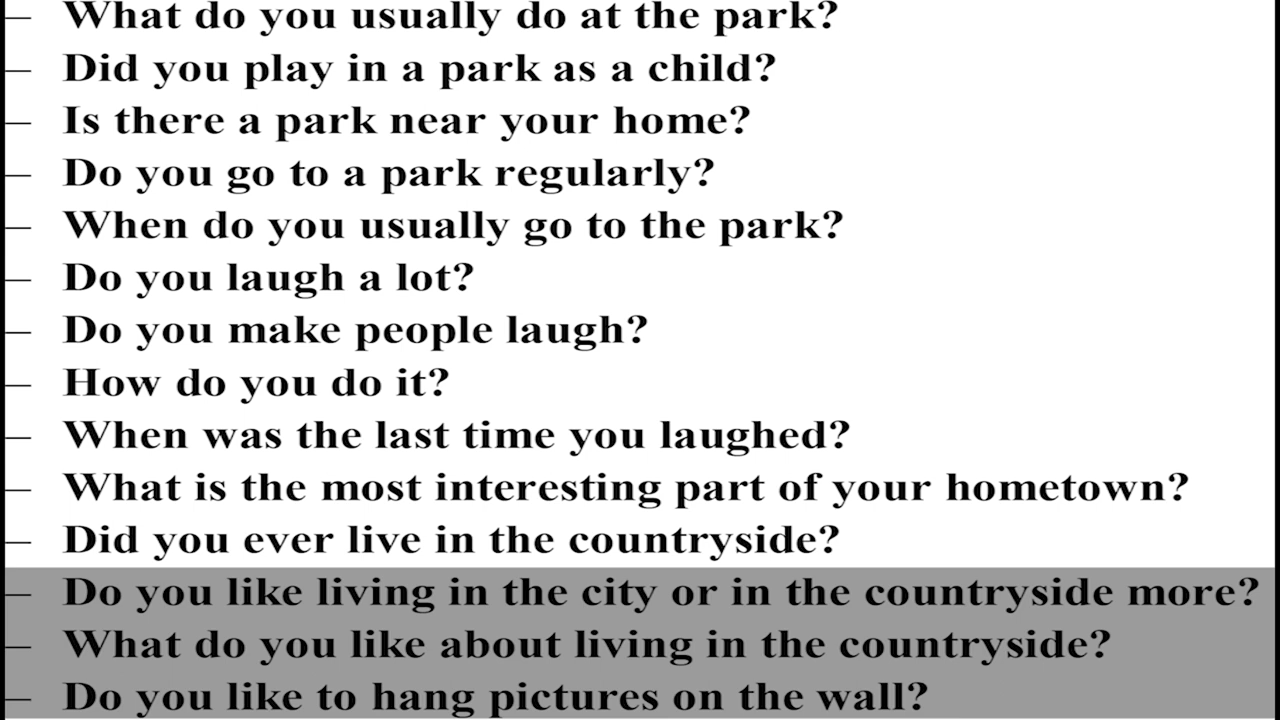 – What do you usually do at the park?
– Did you play in a park as a child?
– Is there a park near your home?
– Do you go to a park regularly?
– When do you usually go to the park?
– Do you laugh a lot?
– Do you make people laugh?
– How do you do it?
– When was the last time you laughed?
– What is the most interesting part of your hometown?
– Did you ever live in the countryside?
– Do you like living in the city or in the countryside more?
– What do you like about living in the countryside?
– Do you like to hang pictures on the wall?